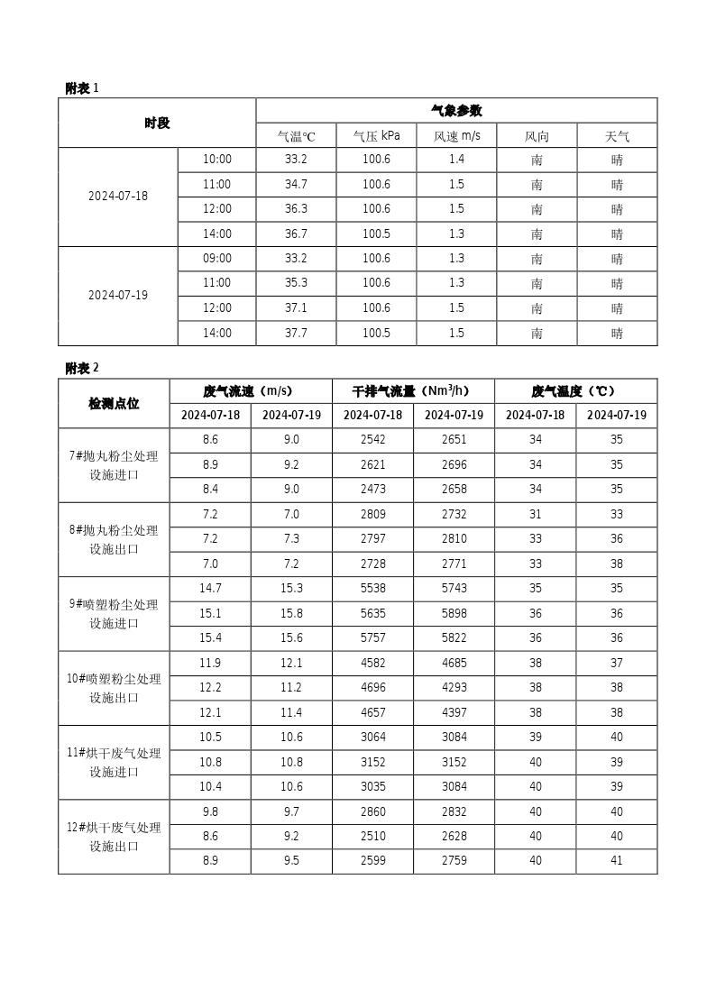 附表 1
时段 气象参数
气温℃ 气压 kPa 风速 m/s 风向 天气
2024-07-18
10:00 33.2 100.6 1.4 南 晴
11:00 34.7 100.6 1.5 南 晴
12:00 36.3 100.6 1.5 南 晴
14:00 36.7 100.5 1.3 南 晴
2024-07-19
09:00 33.2 100.6 1.3 南 晴
11:00 35.3 100.6 1.3 南 晴
12:00 37.1 100.6 1.5 南 晴
14:00 37.7 100.5 1.5 南 晴
附表 2
检测点位 废气流速（m/s） 干排气流量（Nm³/h） 废气温度（℃）
2024-07-18 2024-07-19 2024-07-18 2024-07-19 2024-07-18 2024-07-19
7#抛丸粉尘处理
设施进口
8.6 9.0 2542 2651 34 35
8.9 9.2 2621 2696 34 35
8.4 9.0 2473 2658 34 35
8#抛丸粉尘处理
设施出口
7.2 7.0 2809 2732 31 33
7.2 7.3 2797 2810 33 36
7.0 7.2 2728 2771 33 38
9#喷塑粉尘处理
设施进口
14.7 15.3 5538 5743 35 35
15.1 15.8 5635 5898 36 36
15.4 15.6 5757 5822 36 36
10#喷塑粉尘处理
设施出口
11.9 12.1 4582 4685 38 37
12.2 11.2 4696 4293 38 38
12.1 11.4 4657 4397 38 38
11#烘干废气处理
设施进口
10.5 10.6 3064 3084 39 40
10.8 10.8 3152 3152 40 39
10.4 10.6 3035 3084 40 39
12#烘干废气处理
设施出口
9.8 9.7 2860 2832 40 40
8.6 9.2 2510 2628 40 40
8.9 9.5 2599 2759 40 41